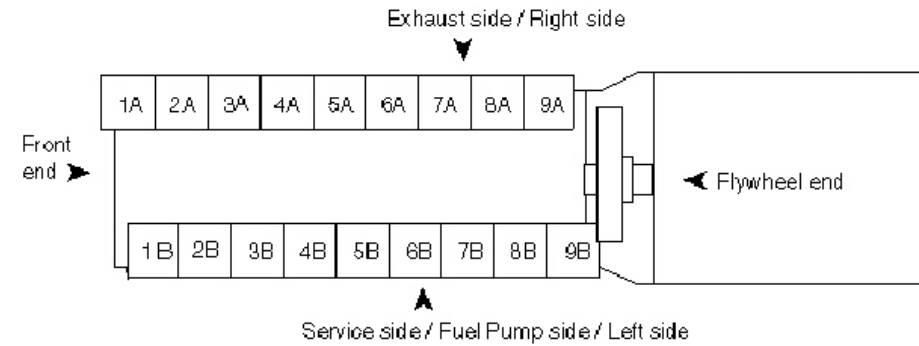 Exhaust side / Right side
1A 2A 3A 4A 5A 6A 7A 8A 9A
Front
end
Flywheel end
1B 2B 3B 4B 5B 6B 7B 8B 9B
Service side / Fuel Pump side / Left side